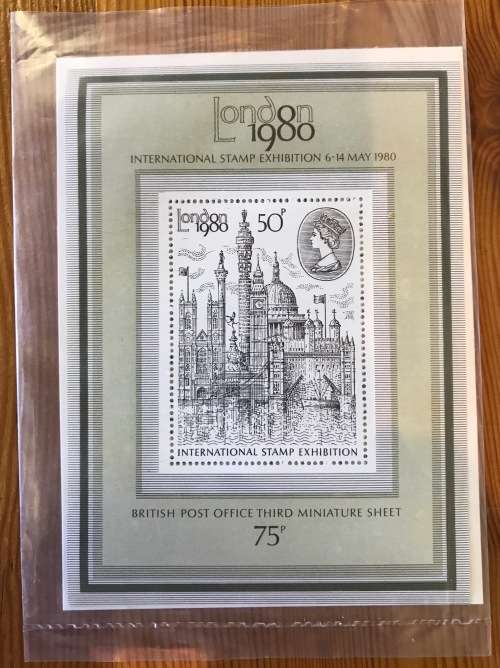 London
1980
INTERNATIONAL STAMP EXHIBITION 6-14 MAY 1980
London
1980
50P
INTERNATIONAL STAMP EXHIBITION
BRITISH POST OFFICE THIRD MINIATURE SHEET
75P